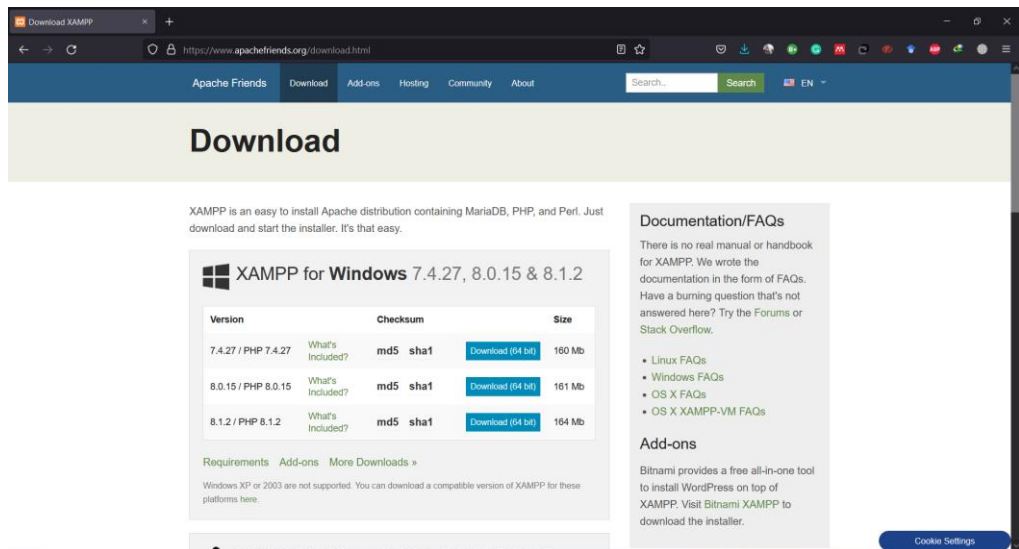 Download XAMPP
https://www.apachefriends.org/download.html
Apache Friends Download Add-ons Hosting Community About Search... Search EN
Download
XAMPP is an easy to install Apache distribution containing MariaDB, PHP, and Perl. Just
download and start the installer. It's that easy.
XAMPP for Windows 7.4.27, 8.0.15 & 8.1.2
Version Checksum Size
7.4.27 / PHP 7.4.27 What's Included? md5 sha1 Download (64 bit) 160 Mb
8.0.15 / PHP 8.0.15 What's Included? md5 sha1 Download (64 bit) 161 Mb
8.1.2 / PHP 8.1.2 What's Included? md5 sha1 Download (64 bit) 164 Mb
Requirements Add-ons More Downloads »
Windows XP or 2003 are not supported. You can download a compatible version of XAMPP for these
platforms here.
Documentation/FAQs
There is no real manual or handbook
for XAMPP. We wrote the
documentation in the form of FAQs.
Have a burning question that's not
answered here? Try the Forums or
Stack Overflow.
• Linux FAQs
• Windows FAQs
• OS X FAQs
• OS X XAMPP-VM FAQs
Add-ons
Bitnami provides a free all-in-one tool
to install WordPress on top of
XAMPP. Visit Bitnami XAMPP to
download the installer.
Cookie Settings